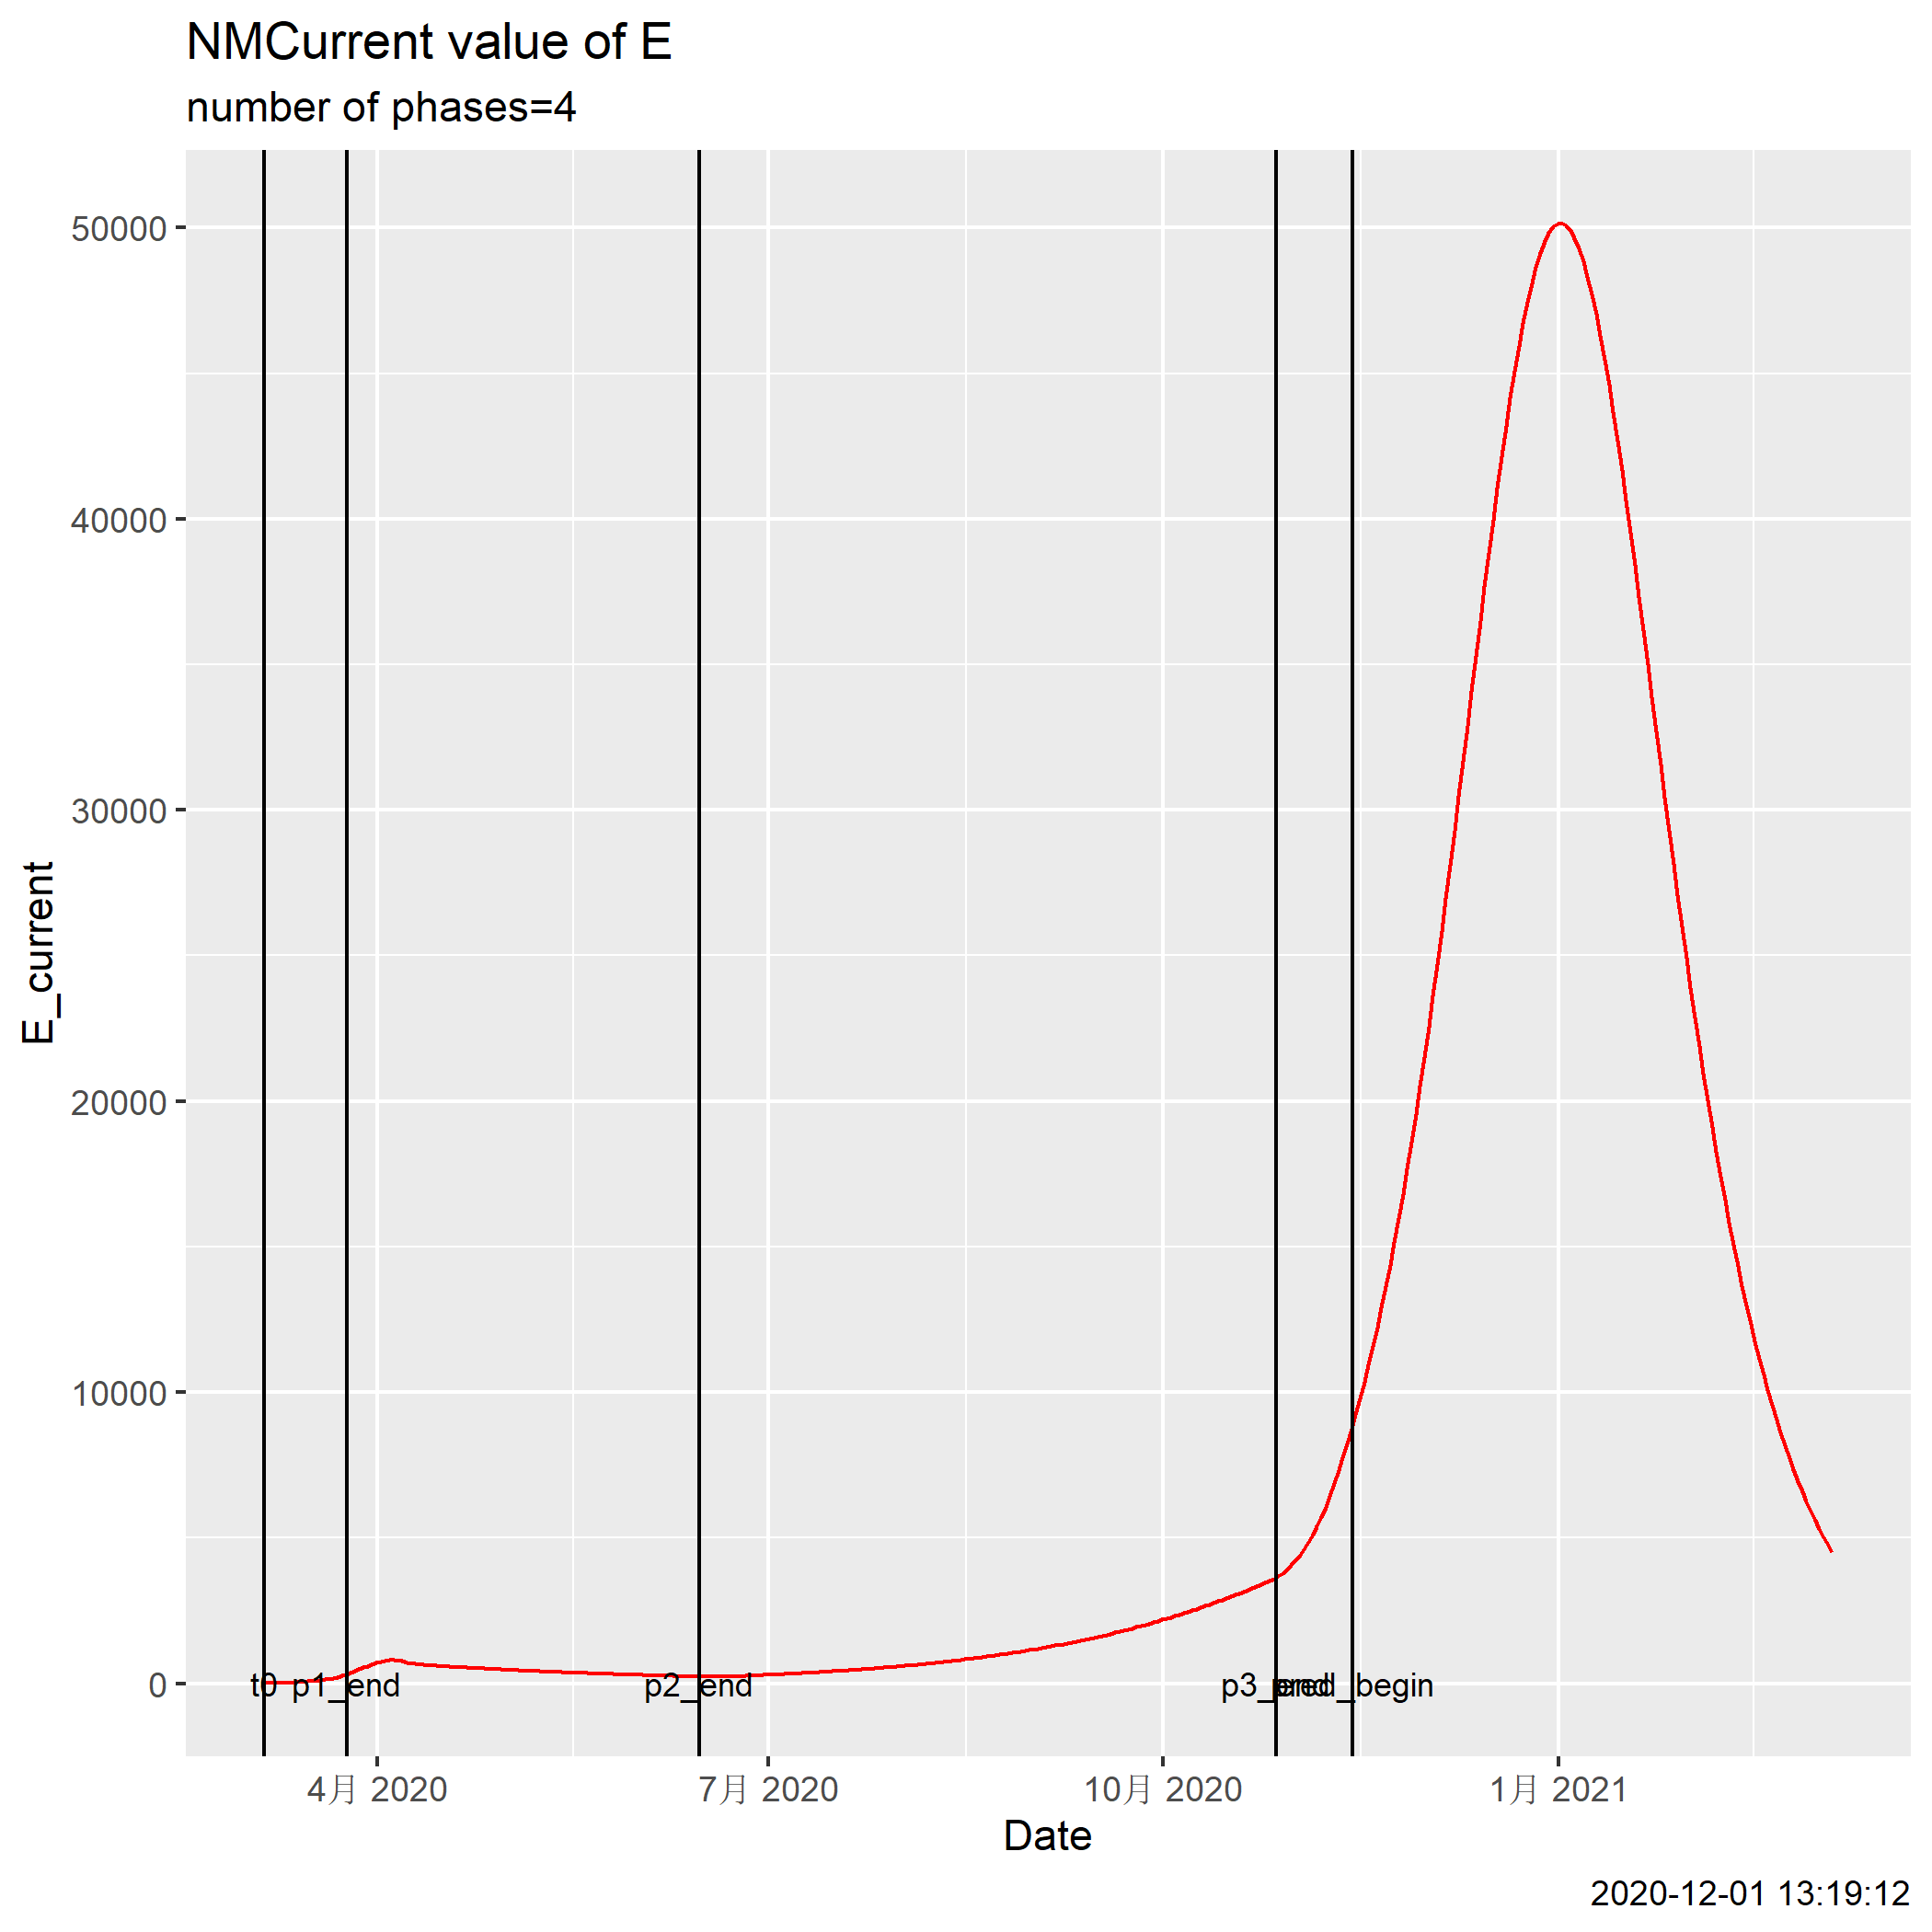 NMCurrent value of E
number of phases=4
E_current
50000
40000
30000
20000
10000
0
t0 p1_end p2_end p3_end pred_begin
4月 2020 7月 2020 10月 2020 1月 2021
Date
2020-12-01 13:19:12